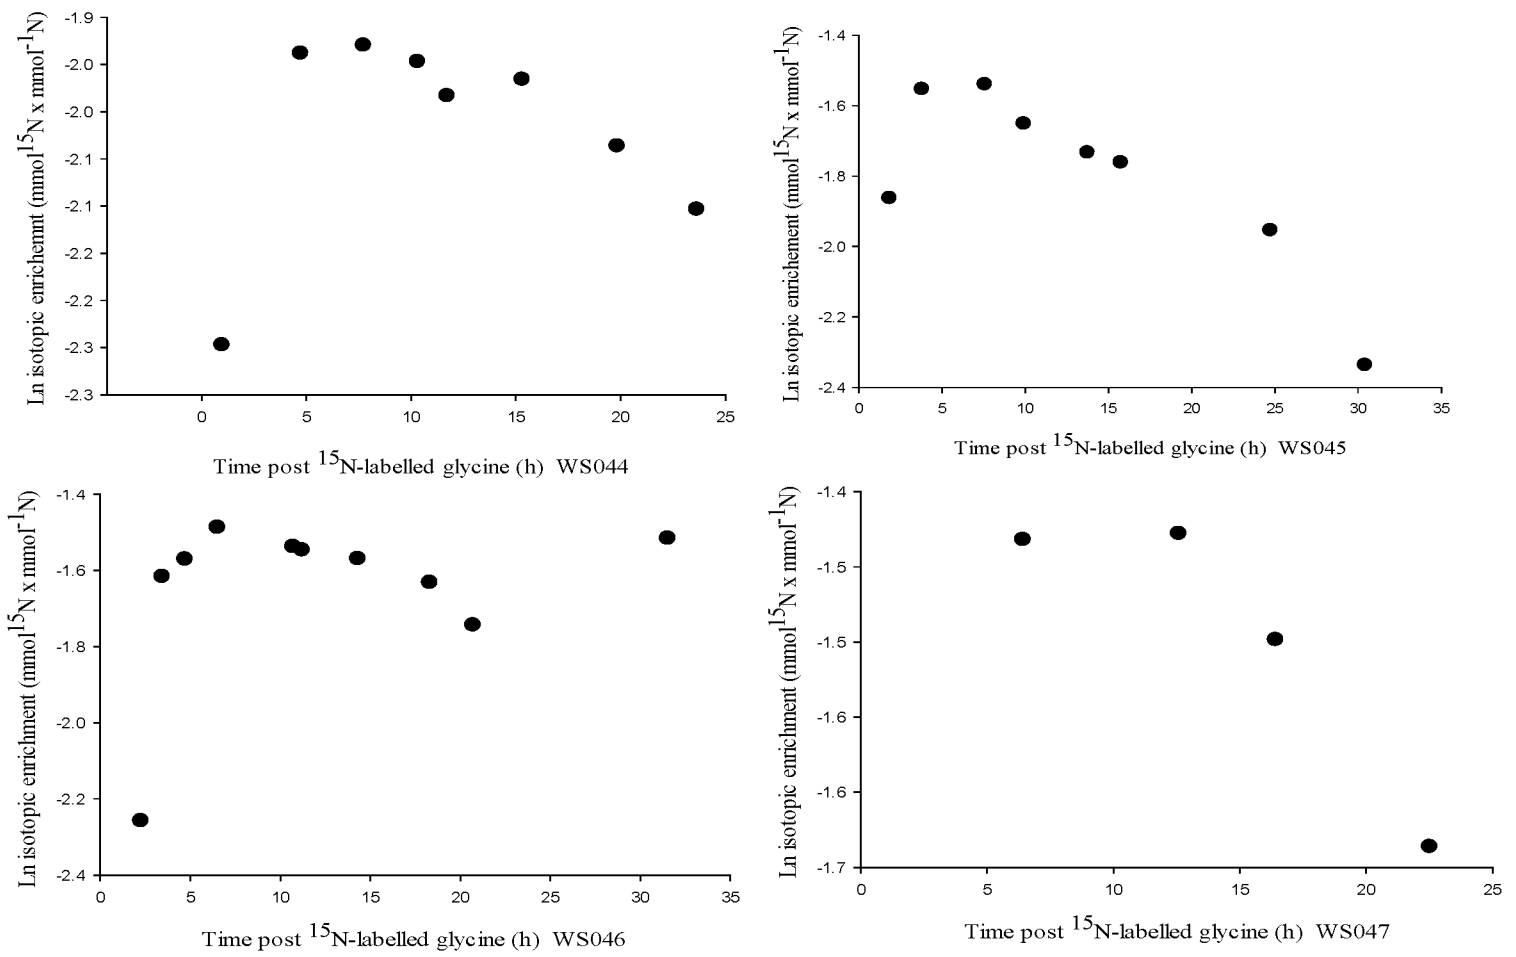 Ln isotopic enrichemnt (mmol15N x mmol-1N)
-1.9
-2.0
-2.0
-2.1
-2.1
-2.2
-2.2
-2.3
-2.3
0 5 10 15 20 25
Time post 15N-labelled glycine (h) WS044
Ln isotopic enrichement (mmol15N x mmol-1N)
-1.4
-1.6
-1.8
-2.0
-2.2
-2.4
0 5 10 15 20 25 30 35
Time post 15N-labelled glycine (h) WS045
Ln isotopic enrichment (mmol15N x mmol-1N)
-1.4
-1.6
-1.8
-2.0
-2.2
-2.4
0 5 10 15 20 25 30 35
Time post 15N-labelled glycine (h) WS046
Ln isotopic enrichment (mmol15N x mmol-1N)
-1.4
-1.5
-1.5
-1.6
-1.6
-1.7
0 5 10 15 20 25
Time post 15N-labelled glycine (h) WS047